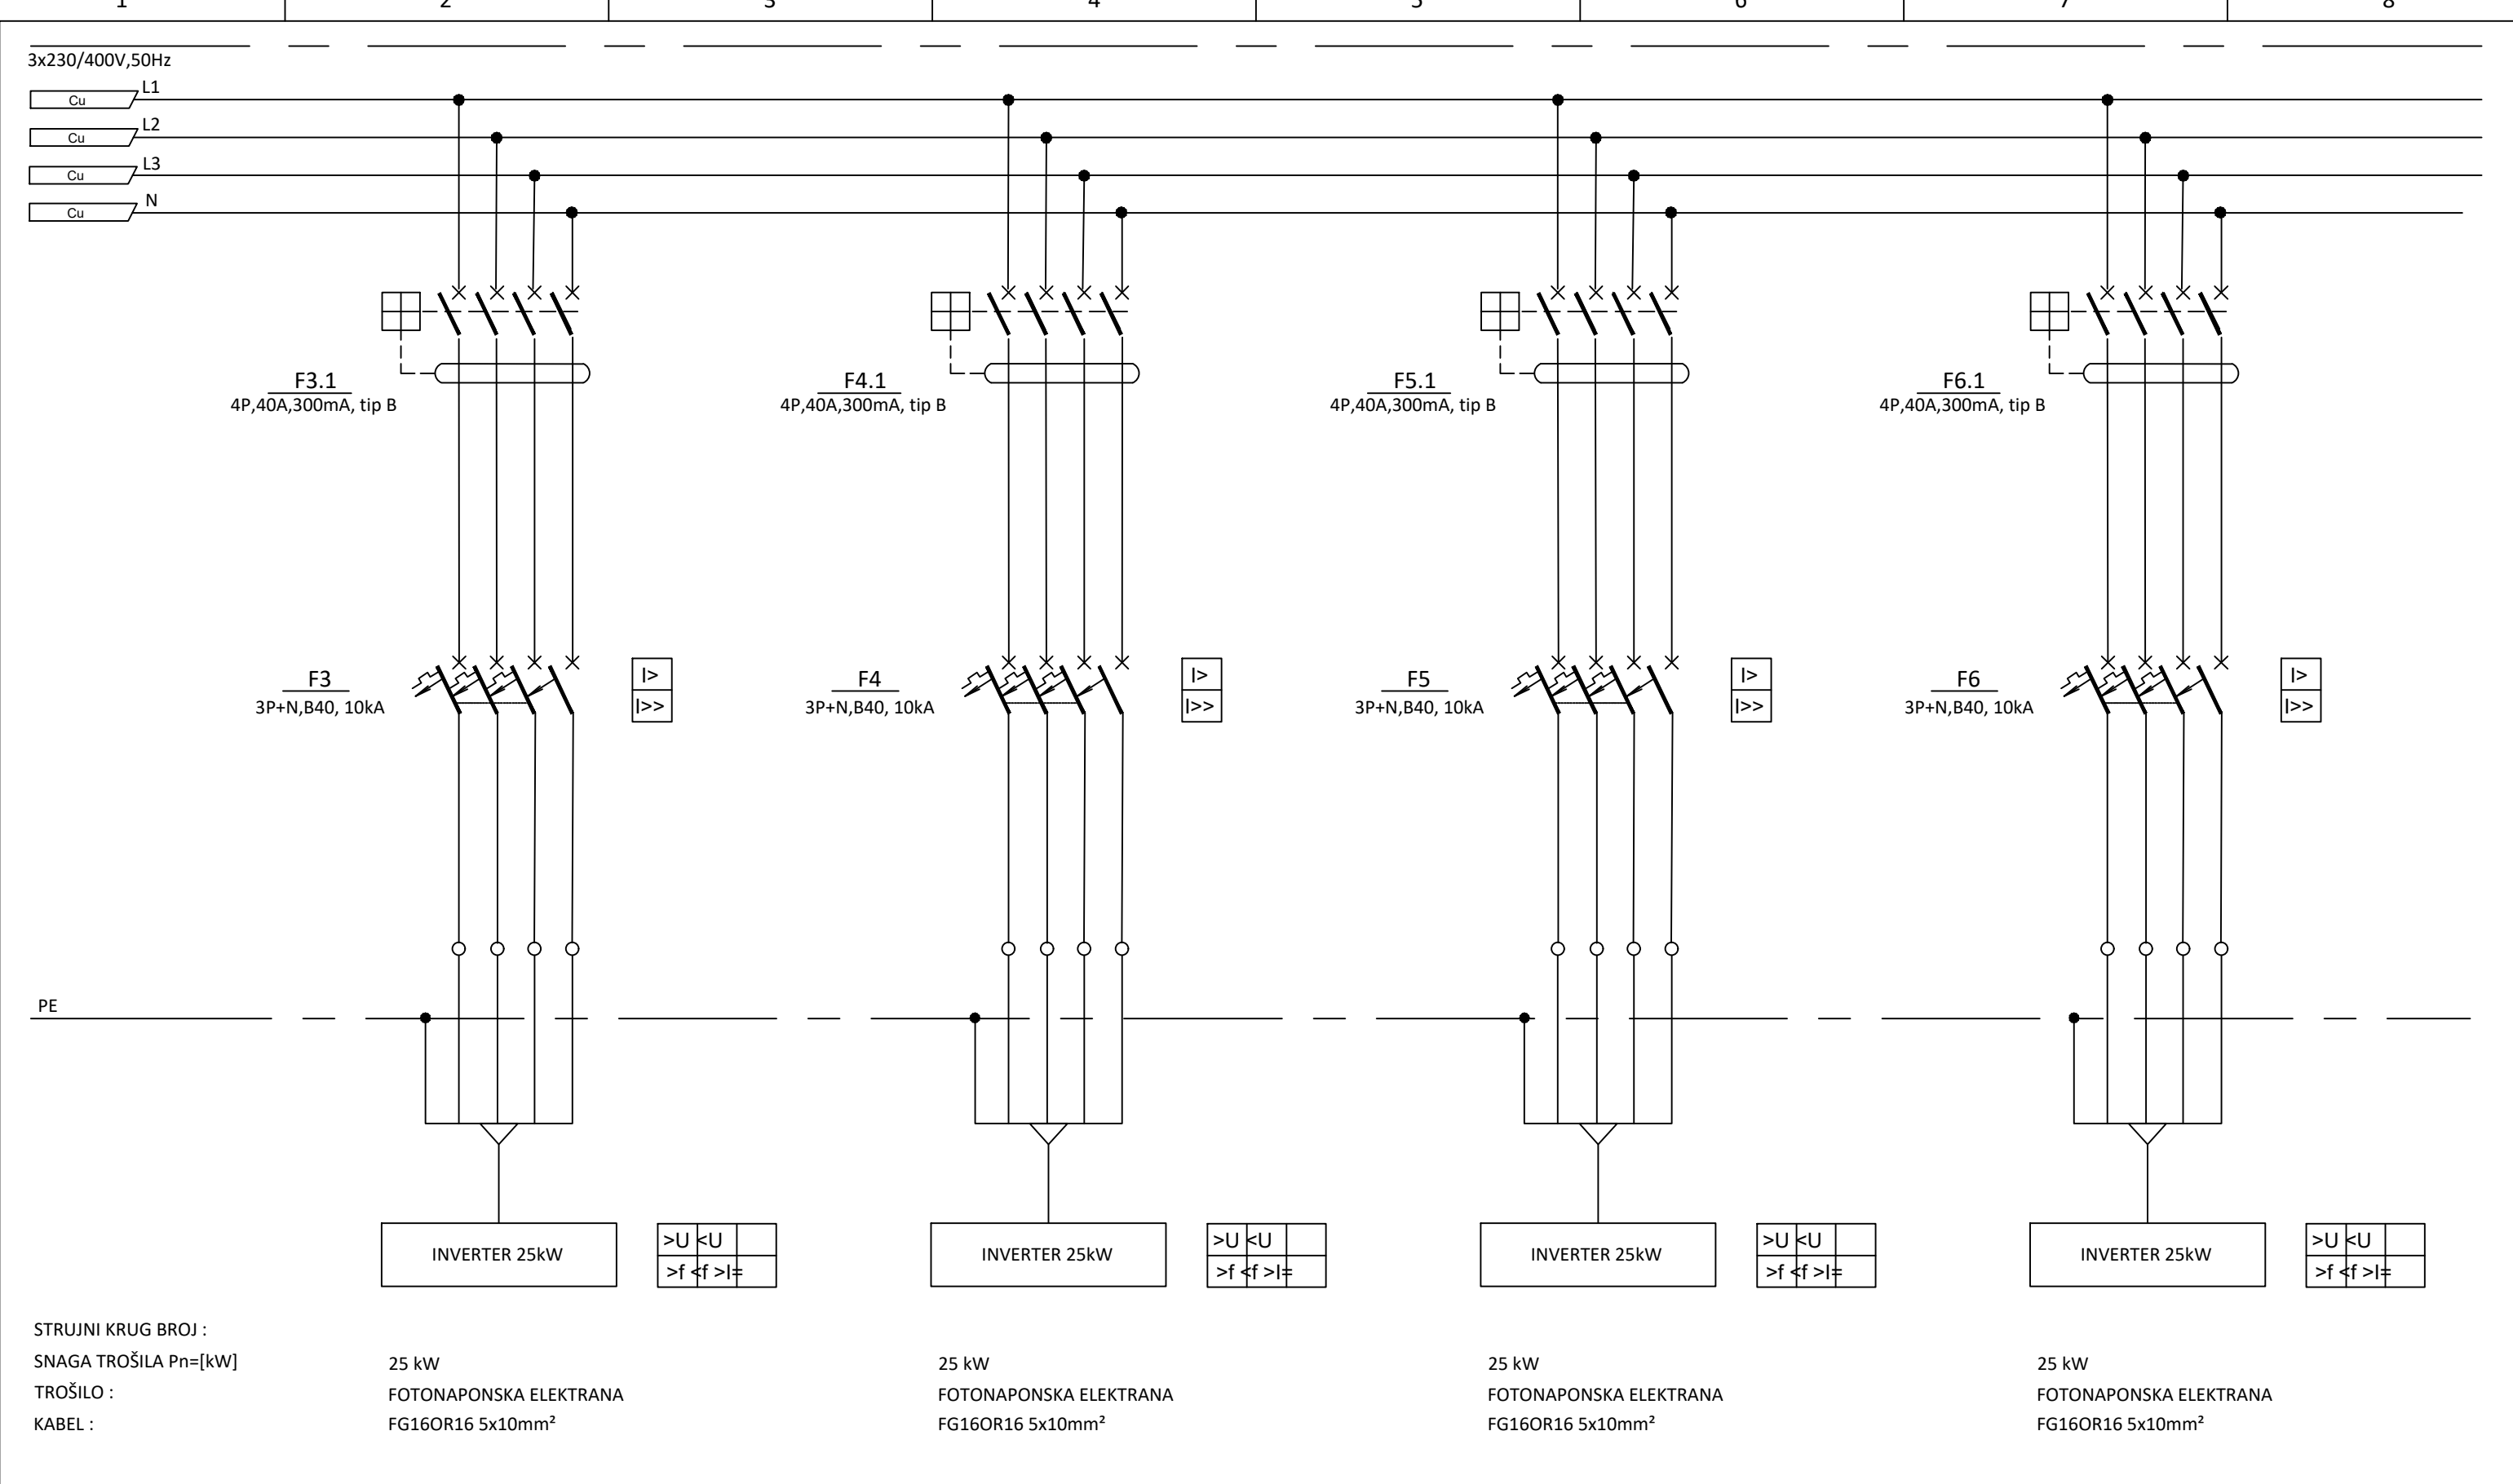 1 2 3 4 5 6 7 8
3x230/400V,50Hz
Cu L1
Cu L2
Cu L3
Cu N
F3.1
4P,40A,300mA, tip B
F4.1
4P,40A,300mA, tip B
F5.1
4P,40A,300mA, tip B
F6.1
4P,40A,300mA, tip B
F3
3P+N,B40, 10kA
I>
I>>
F4
3P+N,B40, 10kA
I>
I>>
F5
3P+N,B40, 10kA
I>
I>>
F6
3P+N,B40, 10kA
I>
I>>
PE
INVERTER 25kW
>U <U
>f <f >I=
INVERTER 25kW
>U <U
>f <f >I=
INVERTER 25kW
>U <U
>f <f >I=
INVERTER 25kW
>U <U
>f <f >I=
STRUJNI KRUG BROJ :
SNAGA TROŠILA Pn=[kW] 25 kW 25 kW 25 kW 25 kW
TROŠILO : FOTONAPONSKA ELEKTRANA FOTONAPONSKA ELEKTRANA FOTONAPONSKA ELEKTRANA FOTONAPONSKA ELEKTRANA
KABEL : FG16OR16 5x10mm² FG16OR16 5x10mm² FG16OR16 5x10mm² FG16OR16 5x10mm²